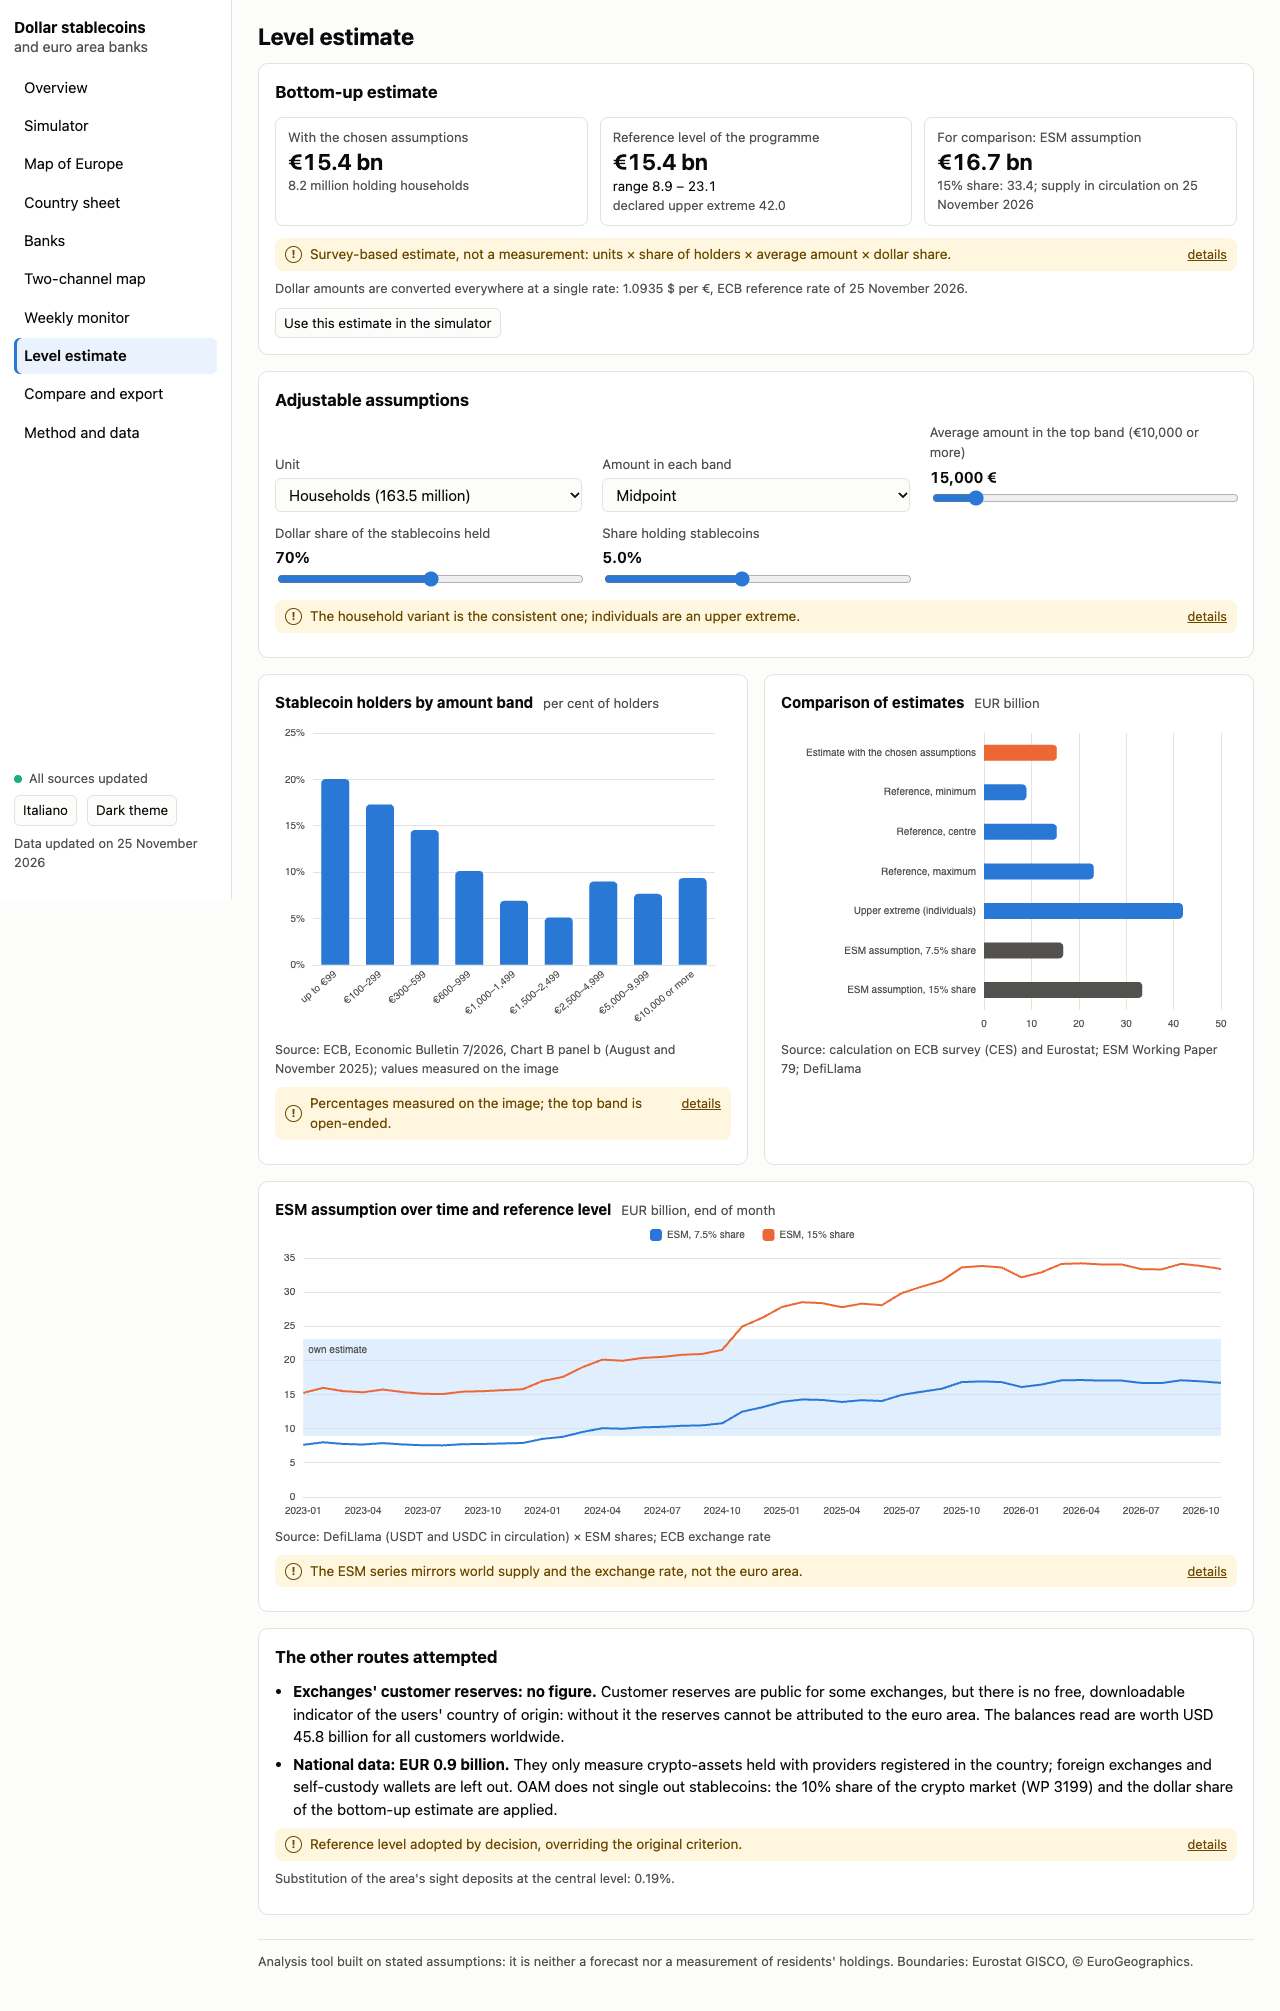 Dollar stablecoins
and euro area banks
Overview
Simulator
Map of Europe
Country sheet
Banks
Two-channel map
Weekly monitor
Level estimate
Compare and export
Method and data
All sources updated
Italiano
Dark theme
Data updated on 25 November
2026
Level estimate
Bottom-up estimate
With the chosen assumptions
€15.4 bn
8.2 million holding households
Reference level of the programme
€15.4 bn
range 8.9 – 23.1
declared upper extreme 42.0
For comparison: ESM assumption
€16.7 bn
15% share: 33.4; supply in circulation on 25
November 2026
Survey-based estimate, not a measurement: units × share of holders × average amount × dollar share.
details
Dollar amounts are converted everywhere at a single rate: 1.0935 $ per €, ECB reference rate of 25 November 2026.
Use this estimate in the simulator
Adjustable assumptions
Unit
Households (163.5 million)
Amount in each band
Midpoint
Average amount in the top band (€10,000 or
more)
15,000 €
Dollar share of the stablecoins held
70%
Share holding stablecoins
5.0%
The household variant is the consistent one; individuals are an upper extreme.
details
Stablecoin holders by amount band per cent of holders
25%
20%
15%
10%
5%
0%
up to €99
€100–299
€300–599
€600–999
€1,000–1,499
€1,500–2,499
€2,500–4,999
€5,000–9,999
€10,000 or more
Source: ECB, Economic Bulletin 7/2026, Chart B panel b (August and
November 2025); values measured on the image
Percentages measured on the image; the top band is
open-ended.
details
Comparison of estimates EUR billion
Estimate with the chosen assumptions
Reference, minimum
Reference, centre
Reference, maximum
Upper extreme (individuals)
ESM assumption, 7.5% share
ESM assumption, 15% share
0 10 20 30 40 50
Source: calculation on ECB survey (CES) and Eurostat; ESM Working Paper
79; DefiLlama
ESM assumption over time and reference level EUR billion, end of month
ESM, 7.5% share ESM, 15% share
35
30
25
20
15
10
5
0
own estimate
2023-01 2023-04 2023-07 2023-10 2024-01 2024-04 2024-07 2024-10 2025-01 2025-04 2025-07 2025-10 2026-01 2026-04 2026-07 2026-10
Source: DefiLlama (USDT and USDC in circulation) × ESM shares; ECB exchange rate
The ESM series mirrors world supply and the exchange rate, not the euro area.
details
The other routes attempted
• Exchanges' customer reserves: no figure. Customer reserves are public for some exchanges, but there is no free, downloadable
indicator of the users' country of origin: without it the reserves cannot be attributed to the euro area. The balances read are worth USD
45.8 billion for all customers worldwide.
• National data: EUR 0.9 billion. They only measure crypto-assets held with providers registered in the country; foreign exchanges and
self-custody wallets are left out. OAM does not single out stablecoins: the 10% share of the crypto market (WP 3199) and the dollar share
of the bottom-up estimate are applied.
Reference level adopted by decision, overriding the original criterion.
details
Substitution of the area's sight deposits at the central level: 0.19%.
Analysis tool built on stated assumptions: it is neither a forecast nor a measurement of residents' holdings. Boundaries: Eurostat GISCO, © EuroGeographics.